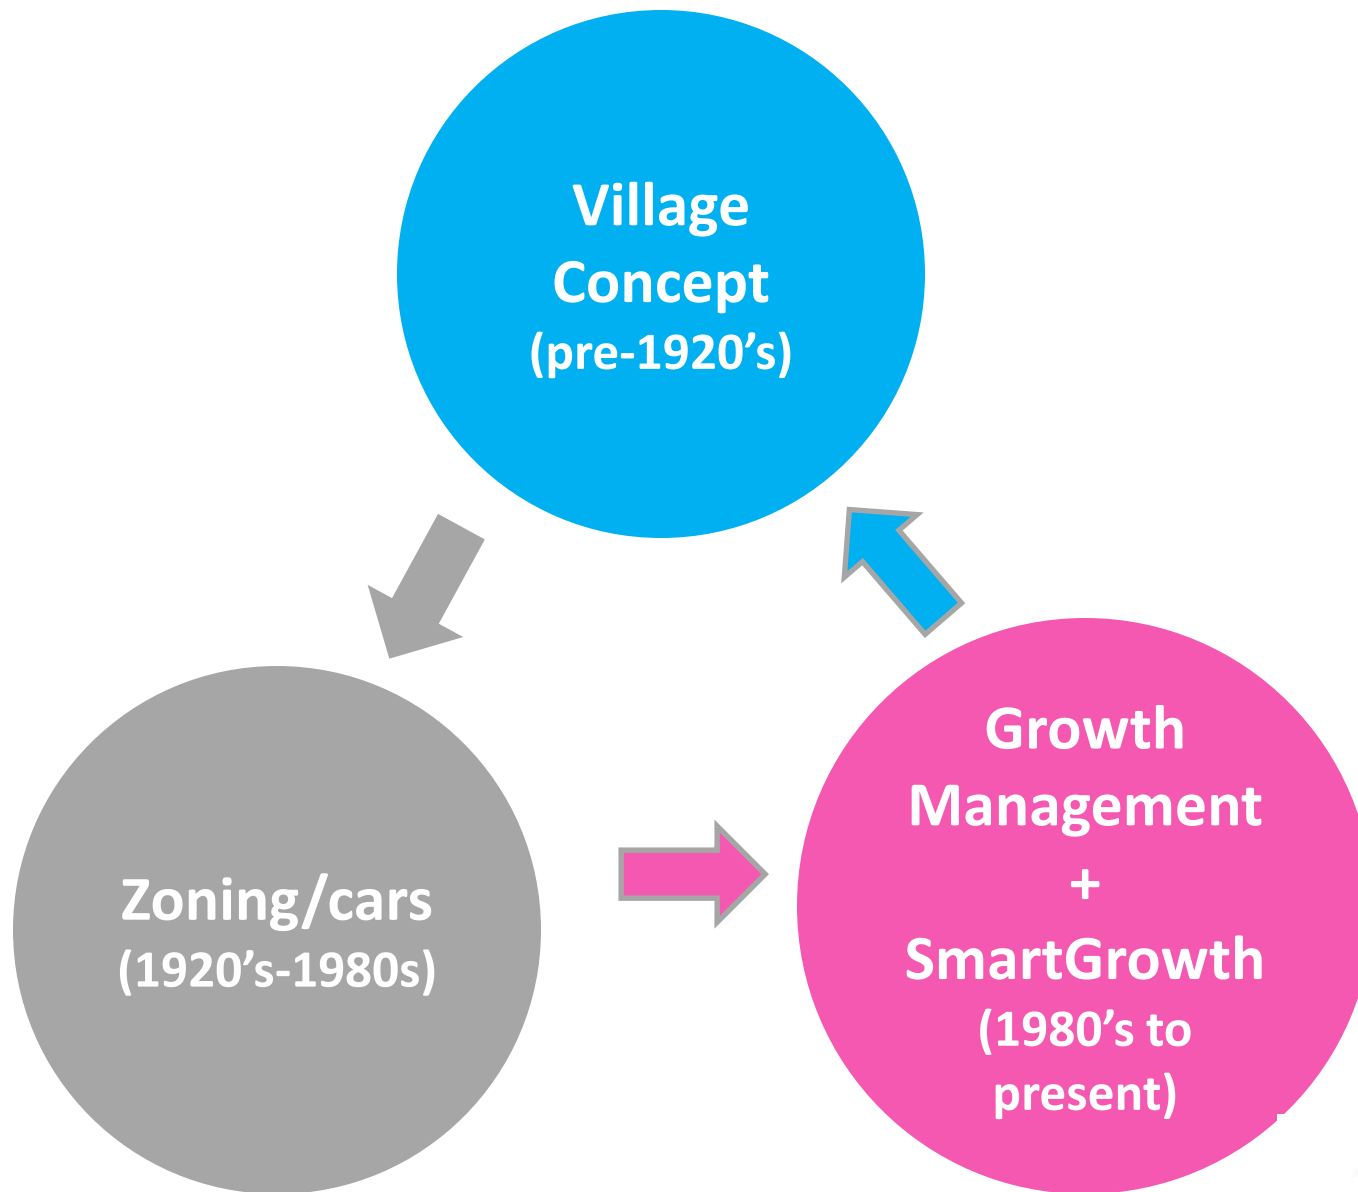 Village
Concept
(pre-1920’s)
Zoning/cars
(1920’s-1980s)
Growth
Management
+
SmartGrowth
(1980’s to
present)